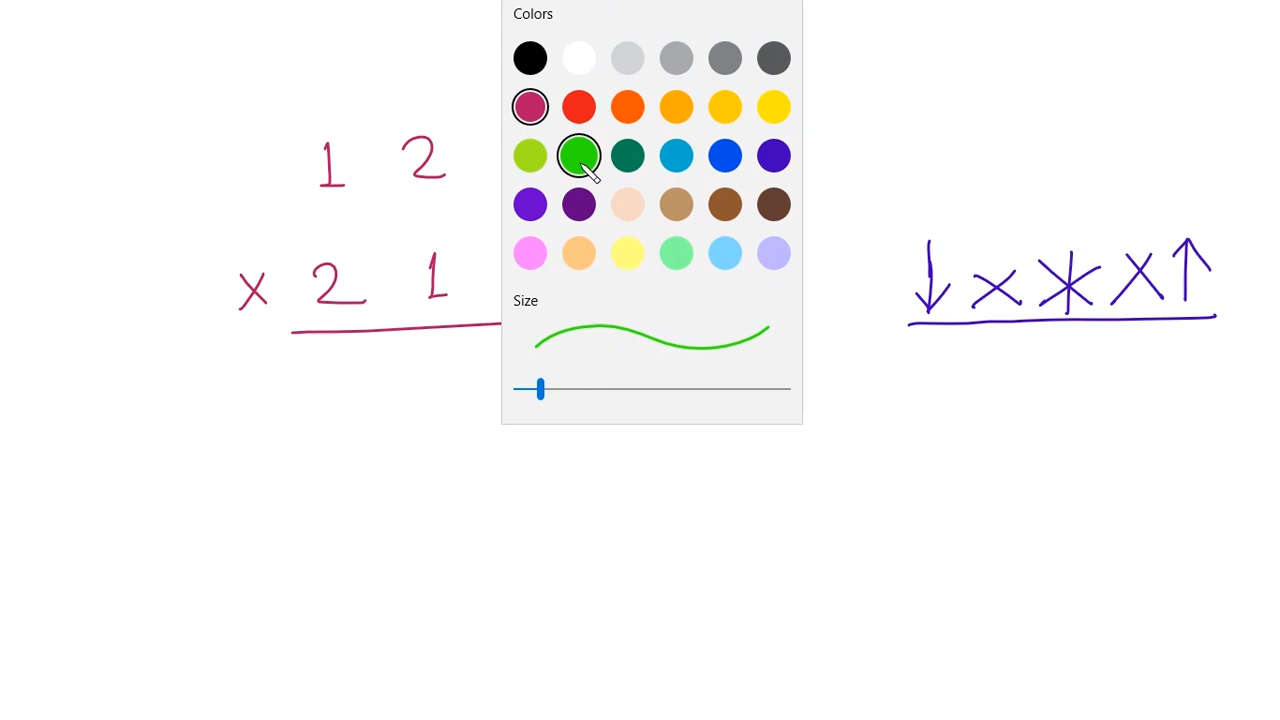 Colors
1 2
x 2 1
↓ x * x ↑
Size